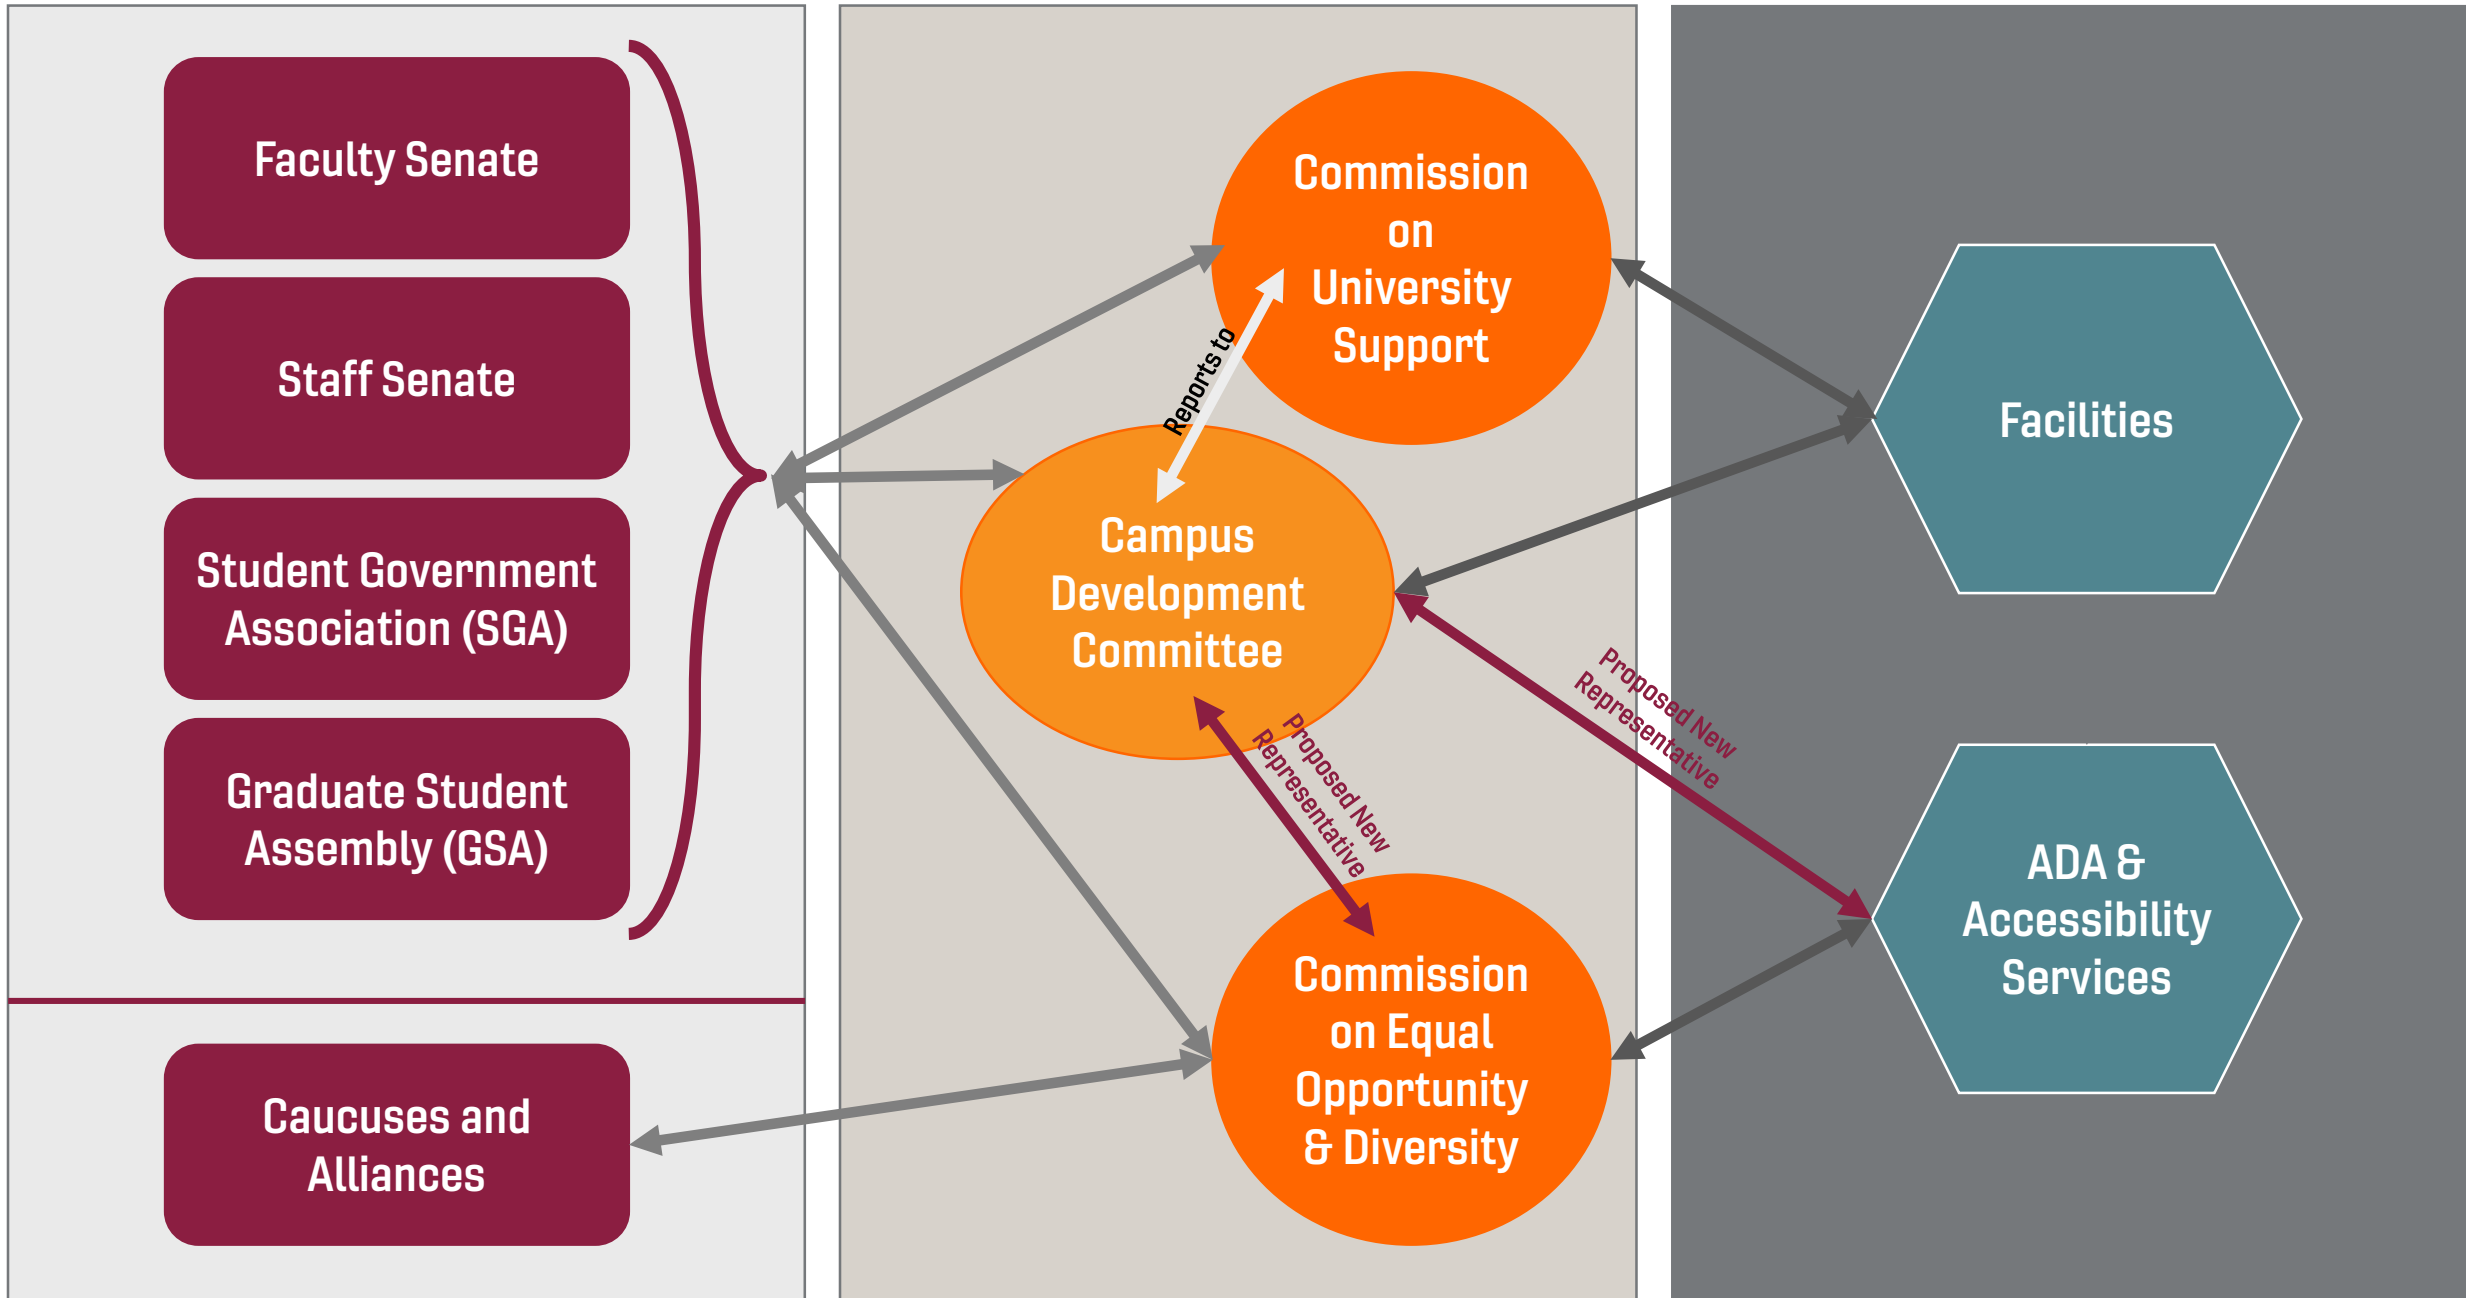 Faculty Senate
Staff Senate
Student Government
Association (SGA)
Graduate Student
Assembly (GSA)
Caucuses and
Alliances
Commission
on
University
Support
Reports to
Campus
Development
Committee
Proposed New
Representative
Commission
on Equal
Opportunity
& Diversity
Proposed New
Representative
Facilities
ADA &
Accessibility
Services